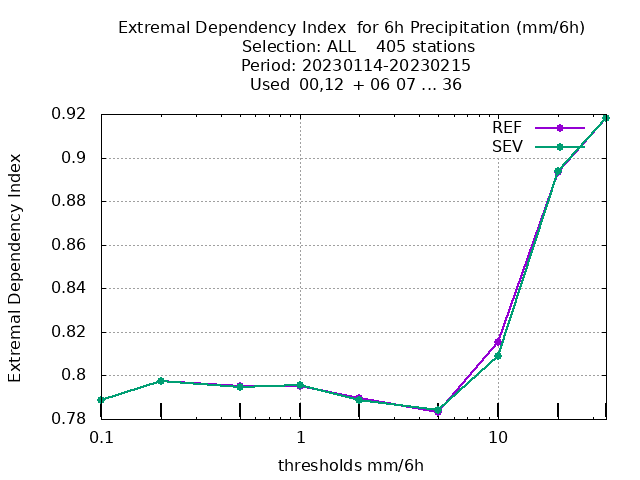 Extremal Dependency Index  for 6h Precipitation (mm/6h)
Selection: ALL    405 stations
Period: 20230114-20230215
Used  00,12  + 06 07 ... 36
REF
SEV
0.92
0.9
0.88
0.86
0.84
0.82
0.8
0.78
Extremal Dependency Index
0.1
1
10
thresholds mm/6h